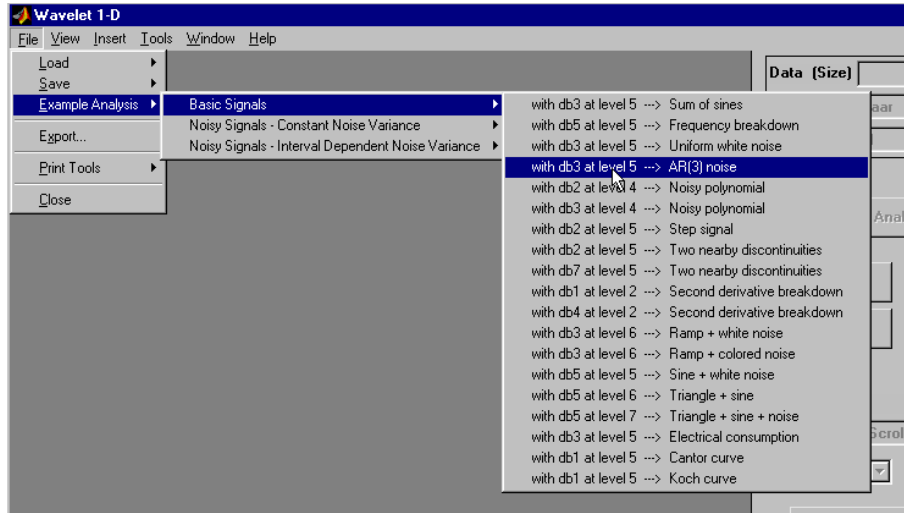 Wavelet 1-D
File View Insert Tools Window Help
Load
Save
Example Analysis
Export...
Print Tools
Close
Basic Signals
Noisy Signals - Constant Noise Variance
Noisy Signals - Interval Dependent Noise Variance
with db3 at level 5 ---> Sum of sines
with db5 at level 5 ---> Frequency breakdown
with db3 at level 5 ---> Uniform white noise
with db3 at level 5 ---> AR(3) noise
with db2 at level 4 ---> Noisy polynomial
with db3 at level 4 ---> Noisy polynomial
with db2 at level 5 ---> Step signal
with db2 at level 5 ---> Two nearby discontinuities
with db7 at level 5 ---> Two nearby discontinuities
with db1 at level 2 ---> Second derivative breakdown
with db4 at level 2 ---> Second derivative breakdown
with db3 at level 6 ---> Ramp + white noise
with db3 at level 6 ---> Ramp + colored noise
with db5 at level 5 ---> Sine + white noise
with db5 at level 6 ---> Triangle + sine
with db5 at level 7 ---> Triangle + sine + noise
with db3 at level 5 ---> Electrical consumption
with db1 at level 5 ---> Cantor curve
with db1 at level 5 ---> Koch curve
Data (Size)
aar
Anal
Scrol